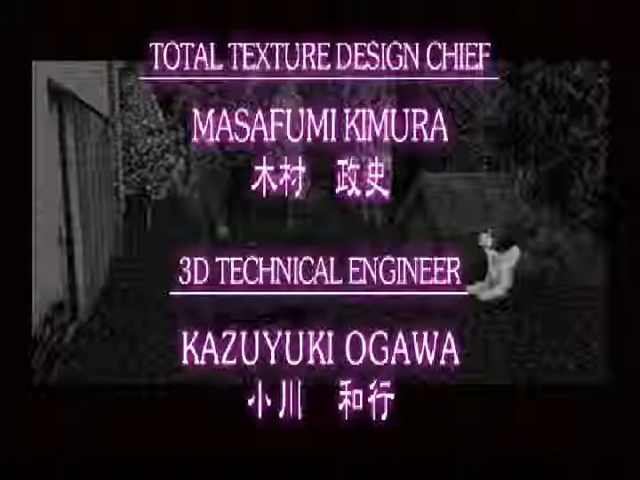 TOTAL TEXTURE DESIGN CHIEF
MASAFUMI KIMURA
木村 政史
3D TECHNICAL ENGINEER
KAZUYUKI OGAWA
小川 和行